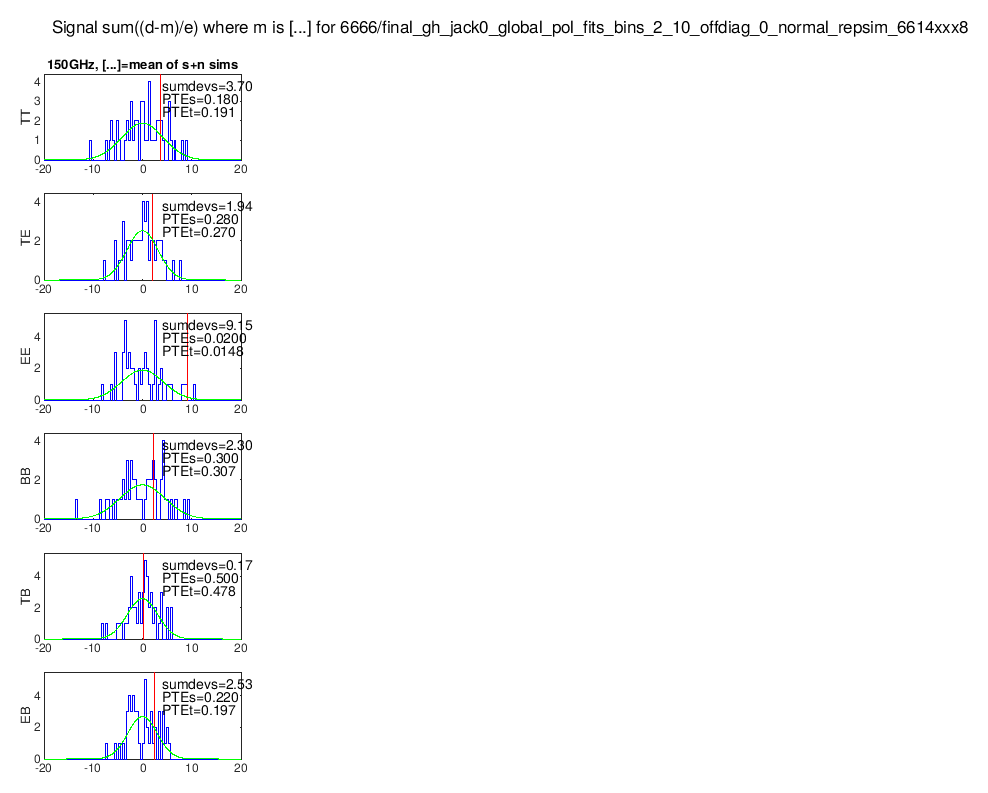 Signal sum((d-m)/e) where m is [...] for 6666/final_gh_jack0_global_pol_fits_bins_2_10_offdiag_0_normal_repsim_6614xxx8
150GHz, [...]=mean of s+n sims
TT
4
3
2
1
0
sumdevs=3.70
PTEs=0.180
PTEt=0.191
-20 -10 0 10 20
TE
4
2
0
sumdevs=1.94
PTEs=0.280
PTEt=0.270
-20 -10 0 10 20
EE
4
2
0
sumdevs=9.15
PTEs=0.0200
PTEt=0.0148
-20 -10 0 10 20
BB
4
2
0
sumdevs=2.30
PTEs=0.300
PTEt=0.307
-20 -10 0 10 20
TB
4
2
0
sumdevs=0.17
PTEs=0.500
PTEt=0.478
-20 -10 0 10 20
EB
4
2
0
sumdevs=2.53
PTEs=0.220
PTEt=0.197
-20 -10 0 10 20